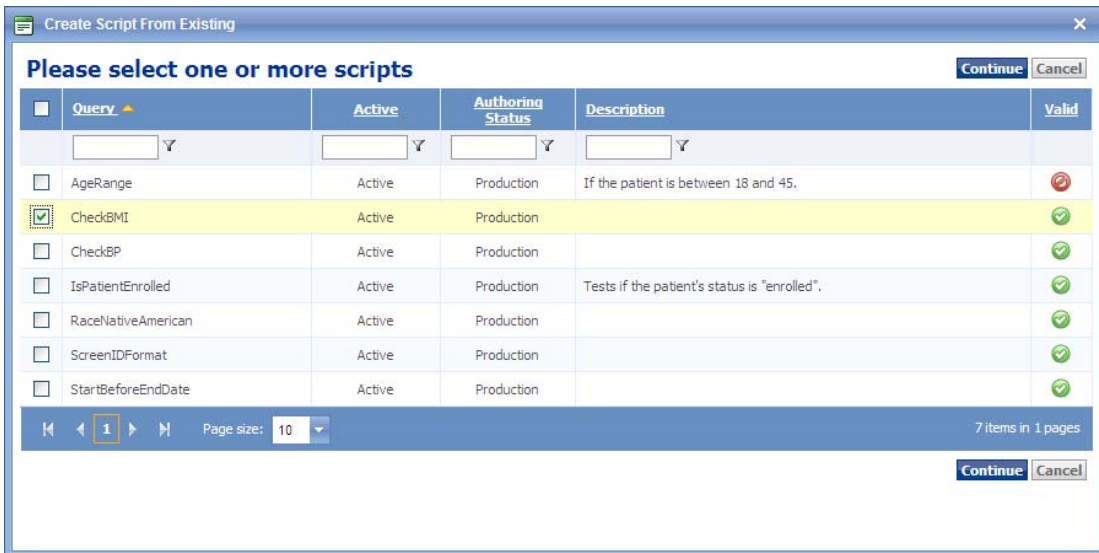 Create Script From Existing
Please select one or more scripts
Continue Cancel
Query Active Authoring Status Description Valid
AgeRange Active Production If the patient is between 18 and 45.
CheckBMI Active Production
CheckBP Active Production
IsPatientEnrolled Active Production Tests if the patient's status is "enrolled".
RaceNativeAmerican Active Production
ScreenIDFormat Active Production
StartBeforeEndDate Active Production
1 Page size: 10 7 items in 1 pages
Continue Cancel